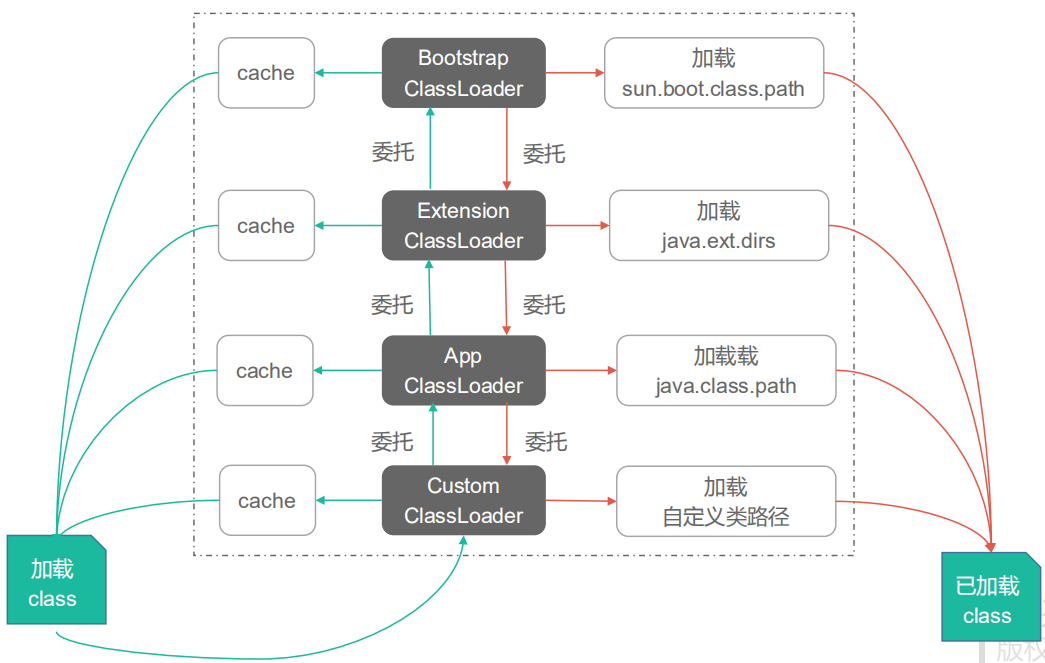 cache
Bootstrap
ClassLoader
加载
sun.boot.class.path
委托
委托
cache
Extension
ClassLoader
加载
java.ext.dirs
委托
委托
cache
App
ClassLoader
加载载
java.class.path
委托
委托
cache
Custom
ClassLoader
加载
自定义类路径
加载
class
已加载
class
版权